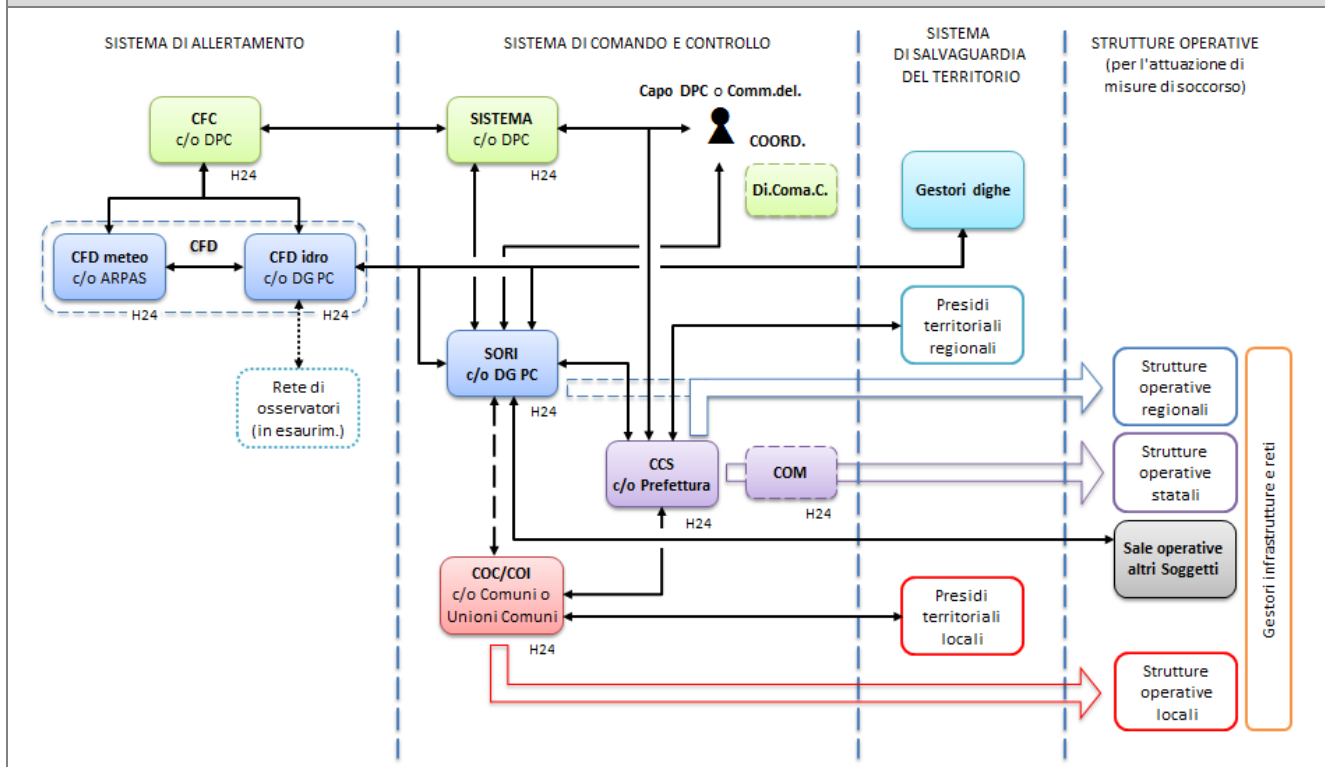 SISTEMA DI ALLERTAMENTO
SISTEMA DI COMANDO E CONTROLLO
SISTEMA
DI SALVAGUARDIA
DEL TERRITORIO
STRUTTURE OPERATIVE
(per l'attuazione di
misure di soccorso)
Capo DPC o Comm.del.
CFC
c/o DPC
H24
SISTEMA
c/o DPC
H24
COORD.
Di.Coma.C.
Gestori dighe
CFD meteo
c/o ARPAS
H24
CFD
CFD idro
c/o DG PC
H24
Rete di
osservatori
(in esaurim.)
SORI
c/o DG PC
H24
Presidi
territoriali
regionali
Strutture
operative
regionali
CCS
c/o Prefettura
H24
COM
H24
Strutture
operative
statali
Sale operative
altri Soggetti
COC/COI
c/o Comuni o
Unioni Comuni
H24
Presidi
territoriali
locali
Strutture
operative
locali
Gestori infrastrutture e reti